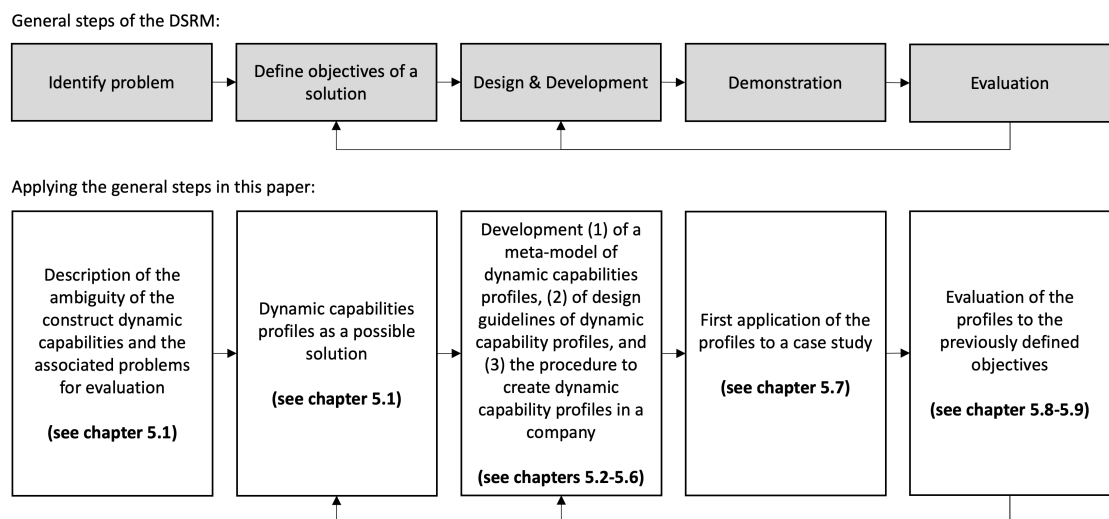 General steps of the DSRM:
Identify problem
Define objectives of a
solution
Design & Development
Demonstration
Evaluation
Applying the general steps in this paper:
Description of the
ambiguity of the
construct dynamic
capabilities and the
associated problems
for evaluation
(see chapter 5.1)
Dynamic capabilities
profiles as a possible
solution
(see chapter 5.1)
Development (1) of a
meta-model of
dynamic capabilities
profiles, (2) of design
guidelines of dynamic
capability profiles, and
(3) the procedure to
create dynamic
capability profiles in a
company
(see chapters 5.2-5.6)
First application of the
profiles to a case study
(see chapter 5.7)
Evaluation of the
profiles to the
previously defined
objectives
(see chapter 5.8-5.9)